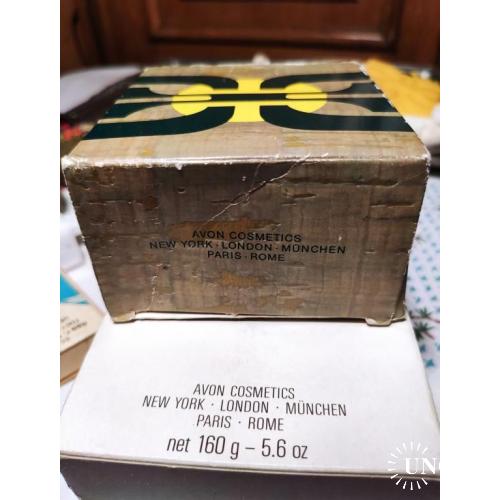 AVON COSMETICS
NEW YORK · LONDON · MÜNCHEN
PARIS · ROME
AVON COSMETICS
NEW YORK · LONDON · MÜNCHEN
PARIS · ROME
net 160 g – 5.6 oz